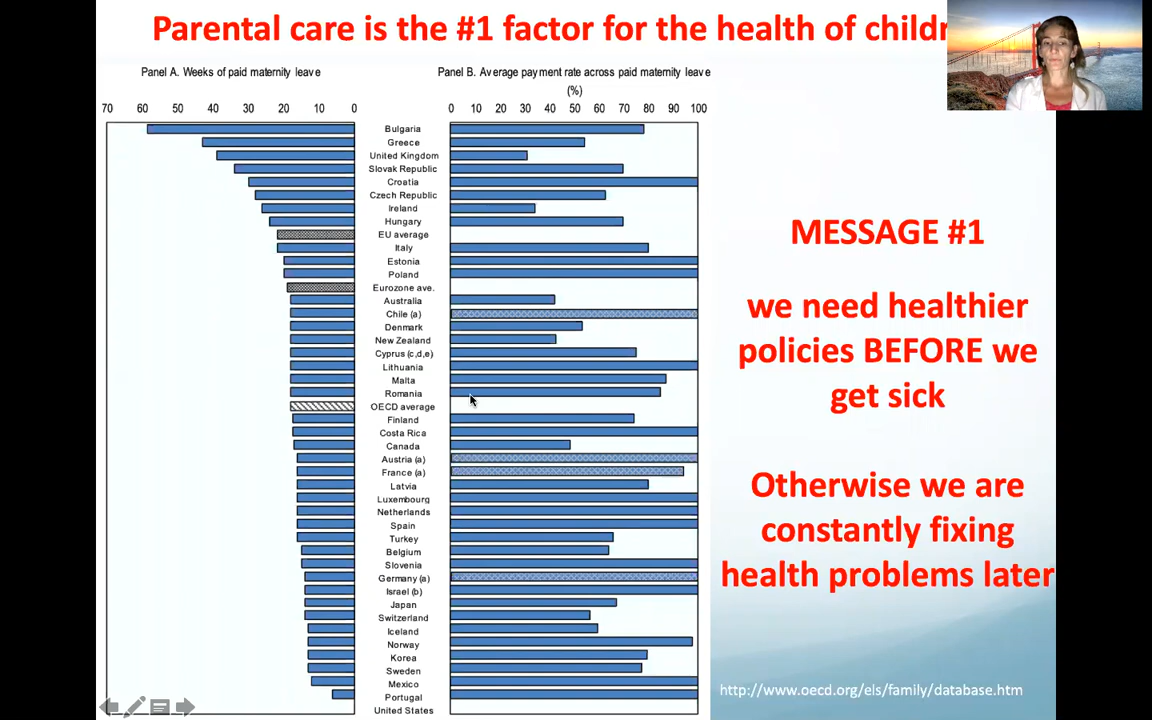 Parental care is the #1 factor for the health of childr
Panel A. Weeks of paid maternity leave
Panel B. Average payment rate across paid maternity leave
(%)
70 60 50 40 30 20 10 0
0 10 20 30 40 50 60 70 80 90 100
Bulgaria
Greece
United Kingdom
Slovak Republic
Croatia
Czech Republic
Ireland
Hungary
EU average
Italy
Estonia
Poland
Eurozone ave.
Australia
Chile (a)
Denmark
New Zealand
Cyprus (c,d,e)
Lithuania
Malta
Romania
OECD average
Finland
Costa Rica
Canada
Austria (a)
France (a)
Latvia
Luxembourg
Netherlands
Spain
Turkey
Belgium
Slovenia
Germany (a)
Israel (b)
Japan
Switzerland
Iceland
Norway
Korea
Sweden
Mexico
Portugal
United States
MESSAGE #1
we need healthier
policies BEFORE we
get sick
Otherwise we are
constantly fixing
health problems later
http://www.oecd.org/els/family/database.htm